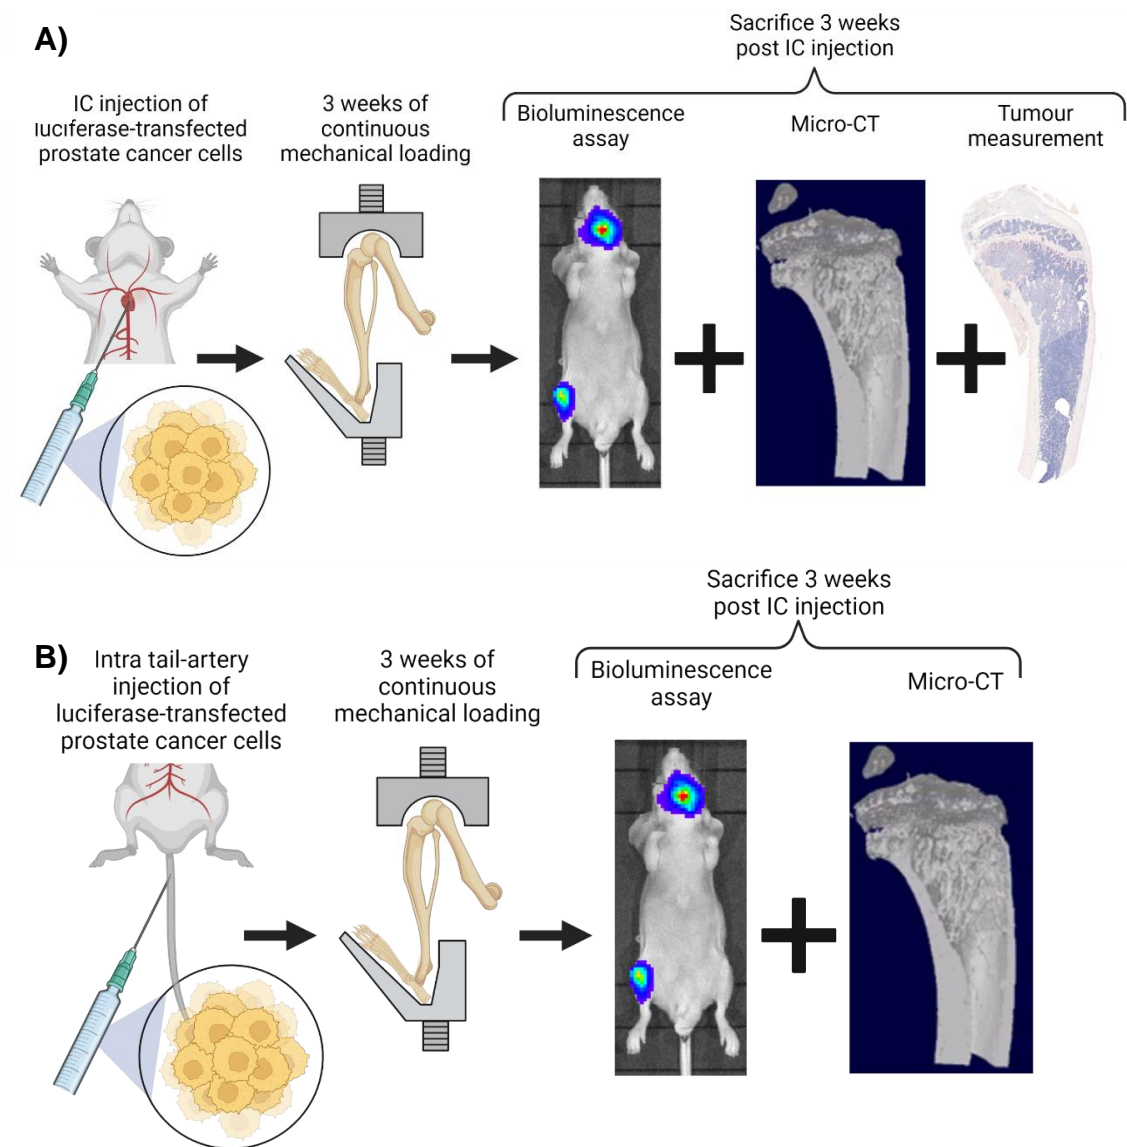 A)
Sacrifice 3 weeks
post IC injection
IC injection of
luciferase-transfected
prostate cancer cells
3 weeks of
continuous
mechanical loading
Bioluminescence
assay
Micro-CT
Tumour
measurement
Sacrifice 3 weeks
post IC injection
B)
Intra tail-artery
injection of
luciferase-transfected
prostate cancer cells
3 weeks of
continuous
mechanical loading
Bioluminescence
assay
Micro-CT